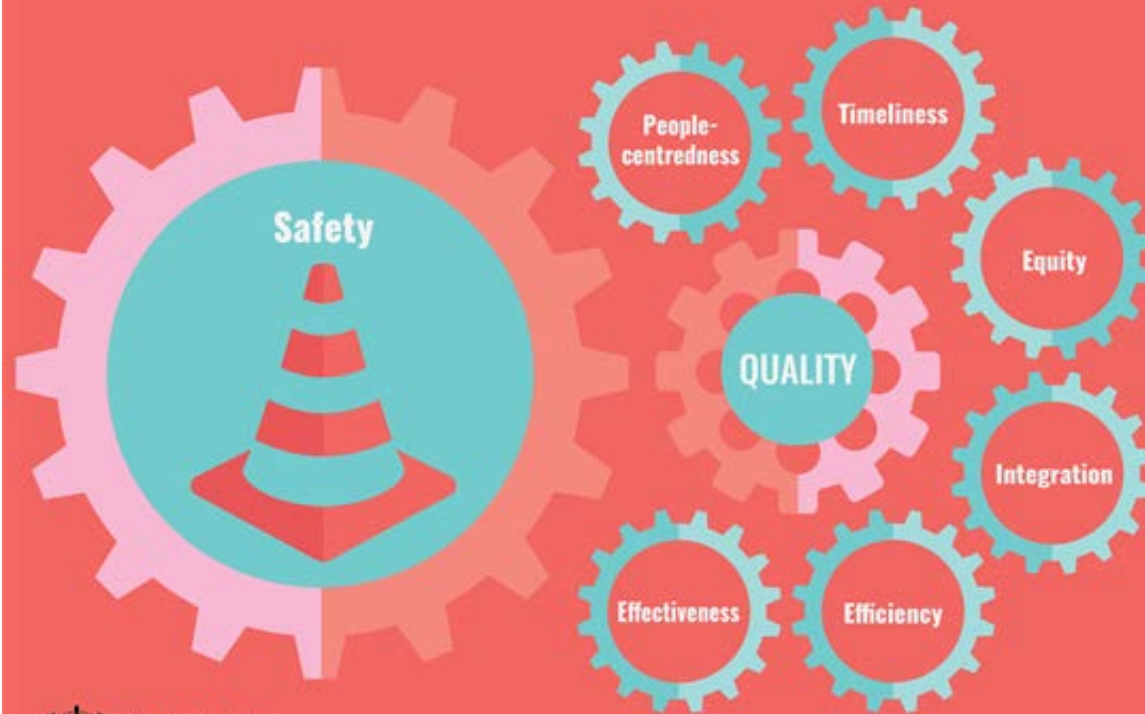 Safety
People-
centredness
Timeliness
Equity
QUALITY
Integration
Effectiveness
Efficiency